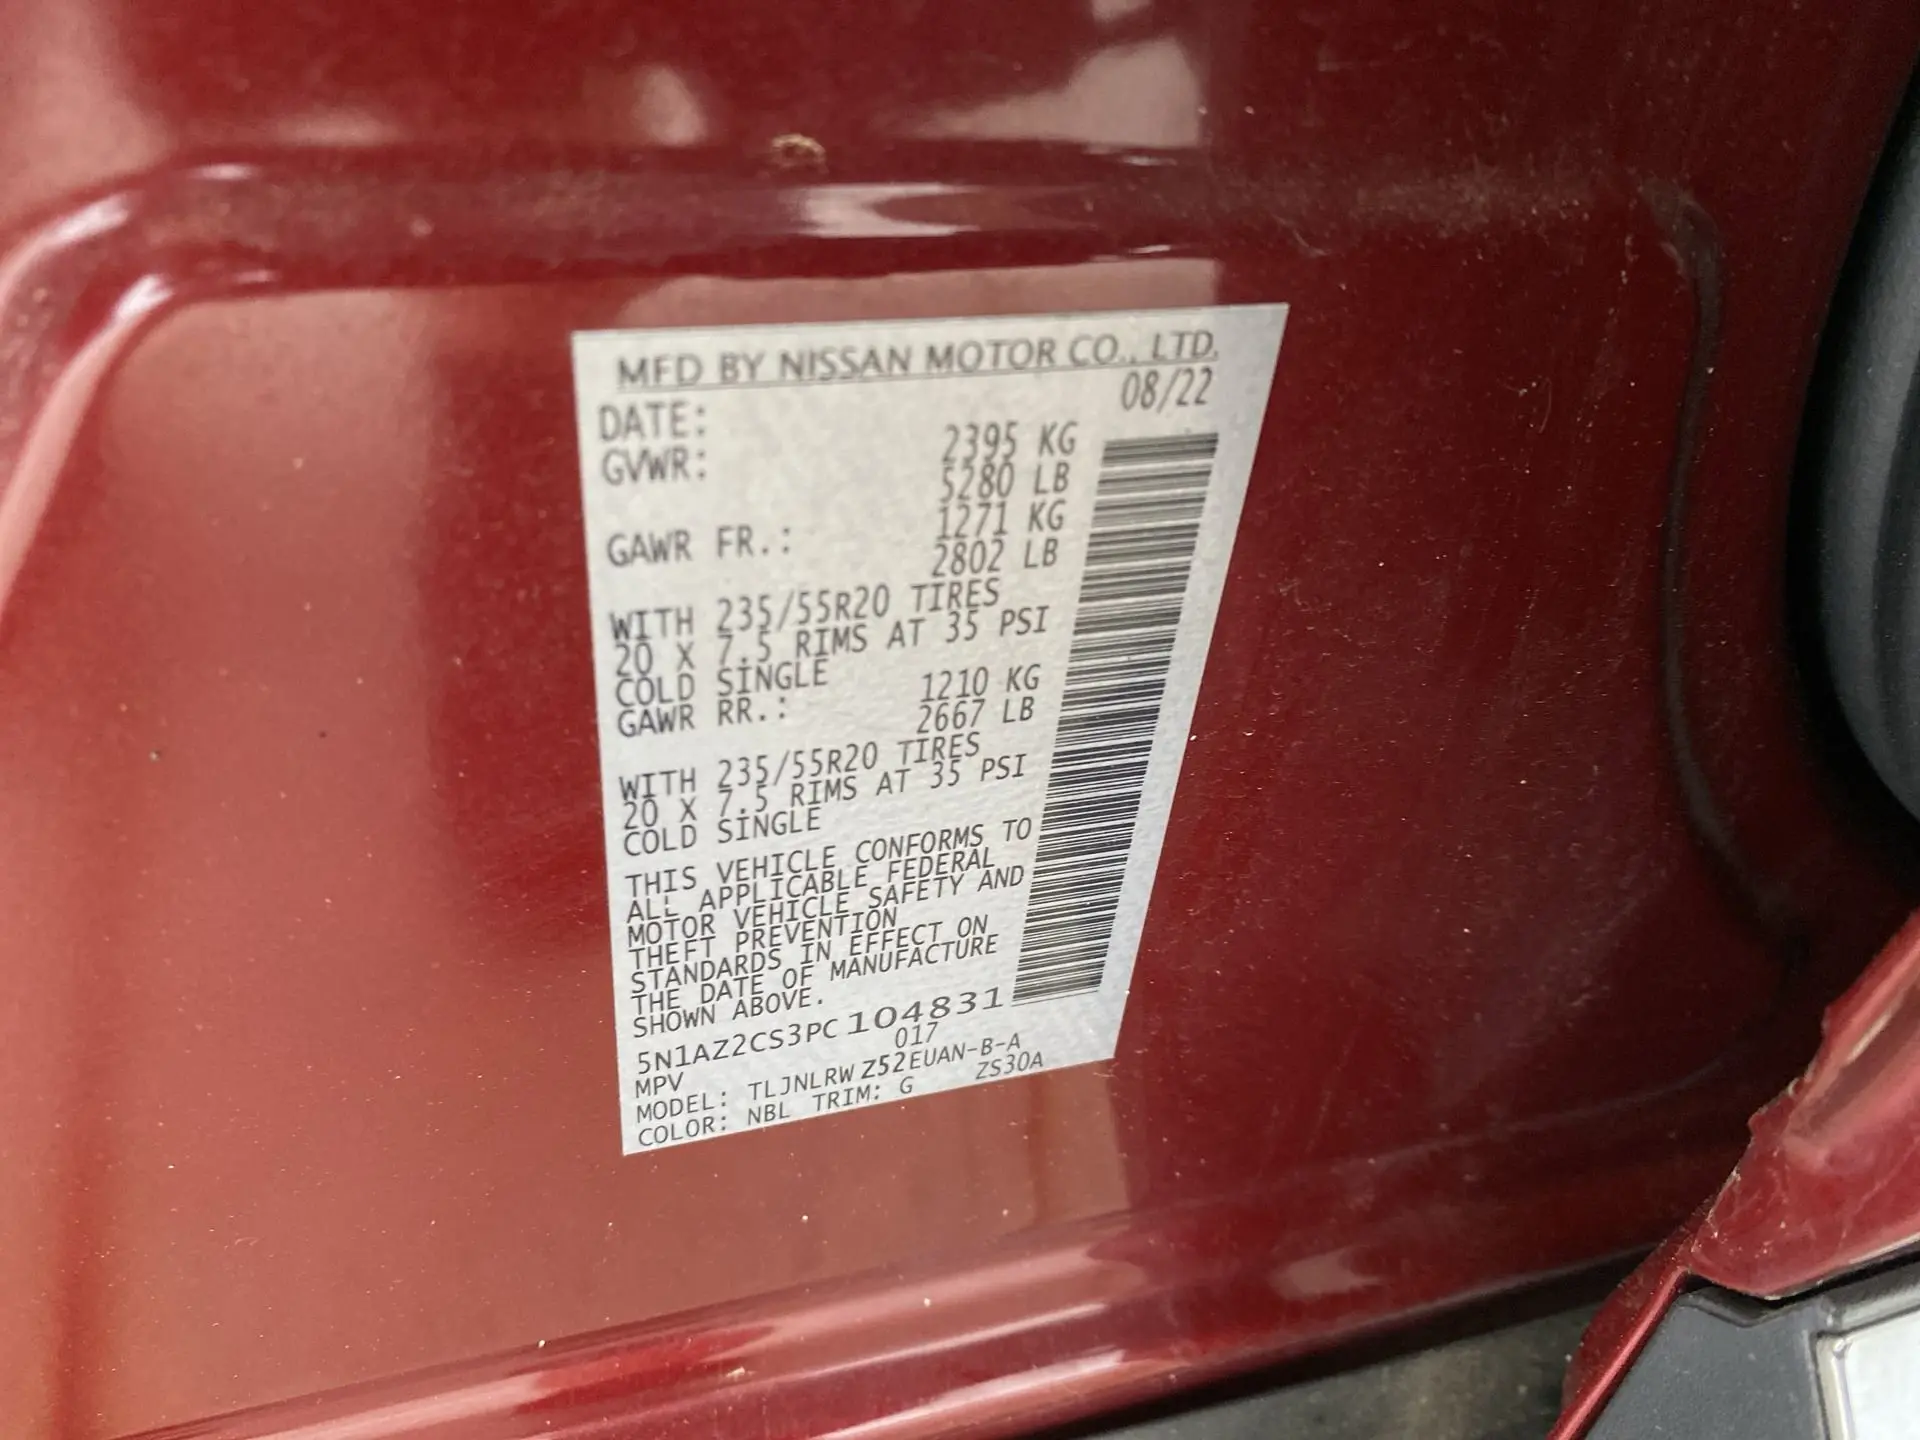 MFD BY NISSAN MOTOR CO., LTD.
DATE: 08/22
GVWR: 2395 KG
5280 LB
GAWR FR.: 1271 KG
2802 LB
WITH 235/55R20 TIRES
20 X 7.5 RIMS AT 35 PSI
COLD SINGLE
GAWR RR.: 1210 KG
2667 LB
WITH 235/55R20 TIRES
20 X 7.5 RIMS AT 35 PSI
COLD SINGLE
THIS VEHICLE CONFORMS TO
ALL APPLICABLE FEDERAL
MOTOR VEHICLE SAFETY AND
THEFT PREVENTION
STANDARDS IN EFFECT ON
THE DATE OF MANUFACTURE
SHOWN ABOVE.
5N1AZ2CS3PC104831
MPV 017
MODEL: TLJNLRWZ52EUAN-B-A
COLOR: NBL TRIM: G ZS30A